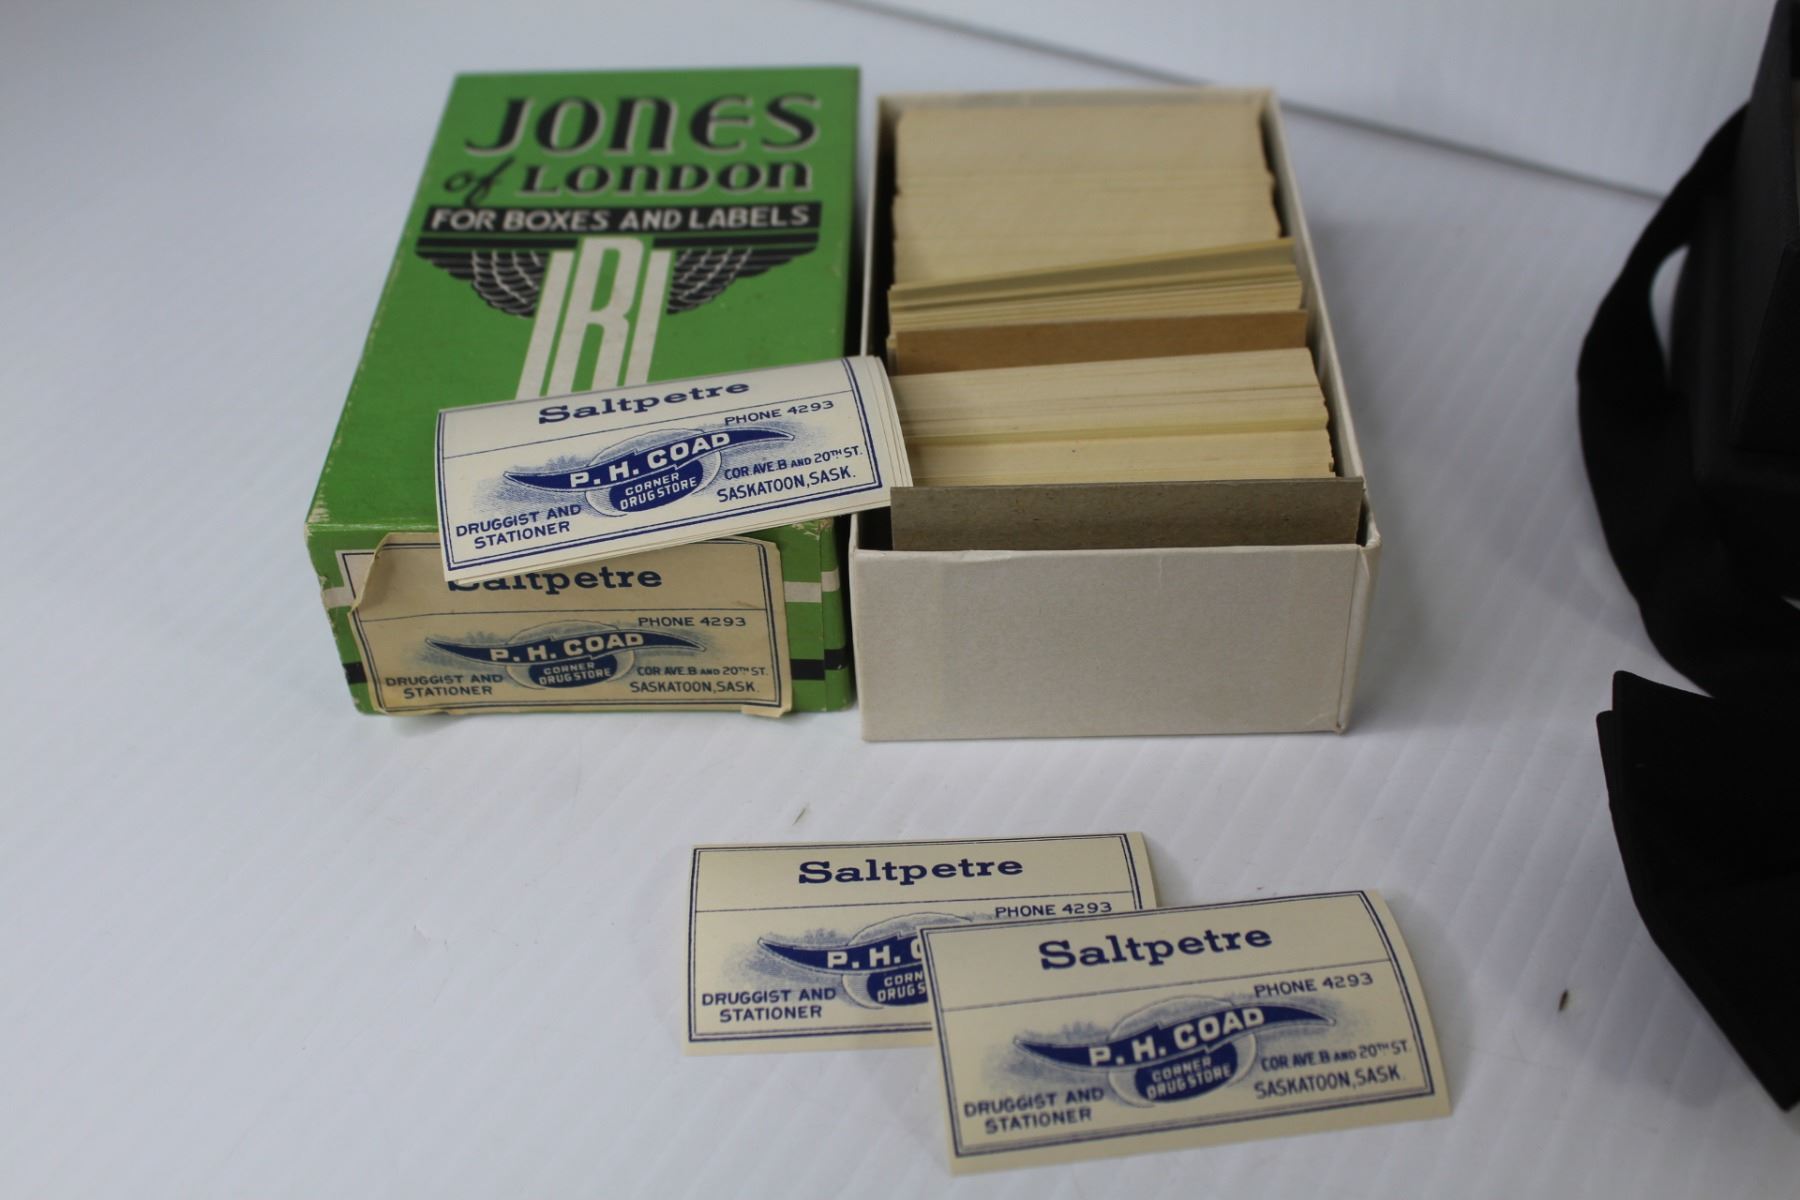 JONES
of LONDON
FOR BOXES AND LABELS
Saltpetre
PHONE 4293
P. H. COAD
CORNER
DRUG STORE
COR. AVE. B AND 20TH ST.
SASKATOON, SASK.
DRUGGIST AND
STATIONER
Saltpetre
PHONE 4293
P. H. COAD
CORNER
DRUG STORE
COR AVE. B AND 20TH ST.
SASKATOON, SASK.
DRUGGIST AND
STATIONER
Saltpetre
PHONE 4293
P. H.
DRUGGIST AND
STATIONER
Saltpetre
PHONE 4293
P. H. COAD
CORNER
DRUG STORE
COR. AVE. B AND 20TH ST.
SASKATOON, SASK.
DRUGGIST AND
STATIONER